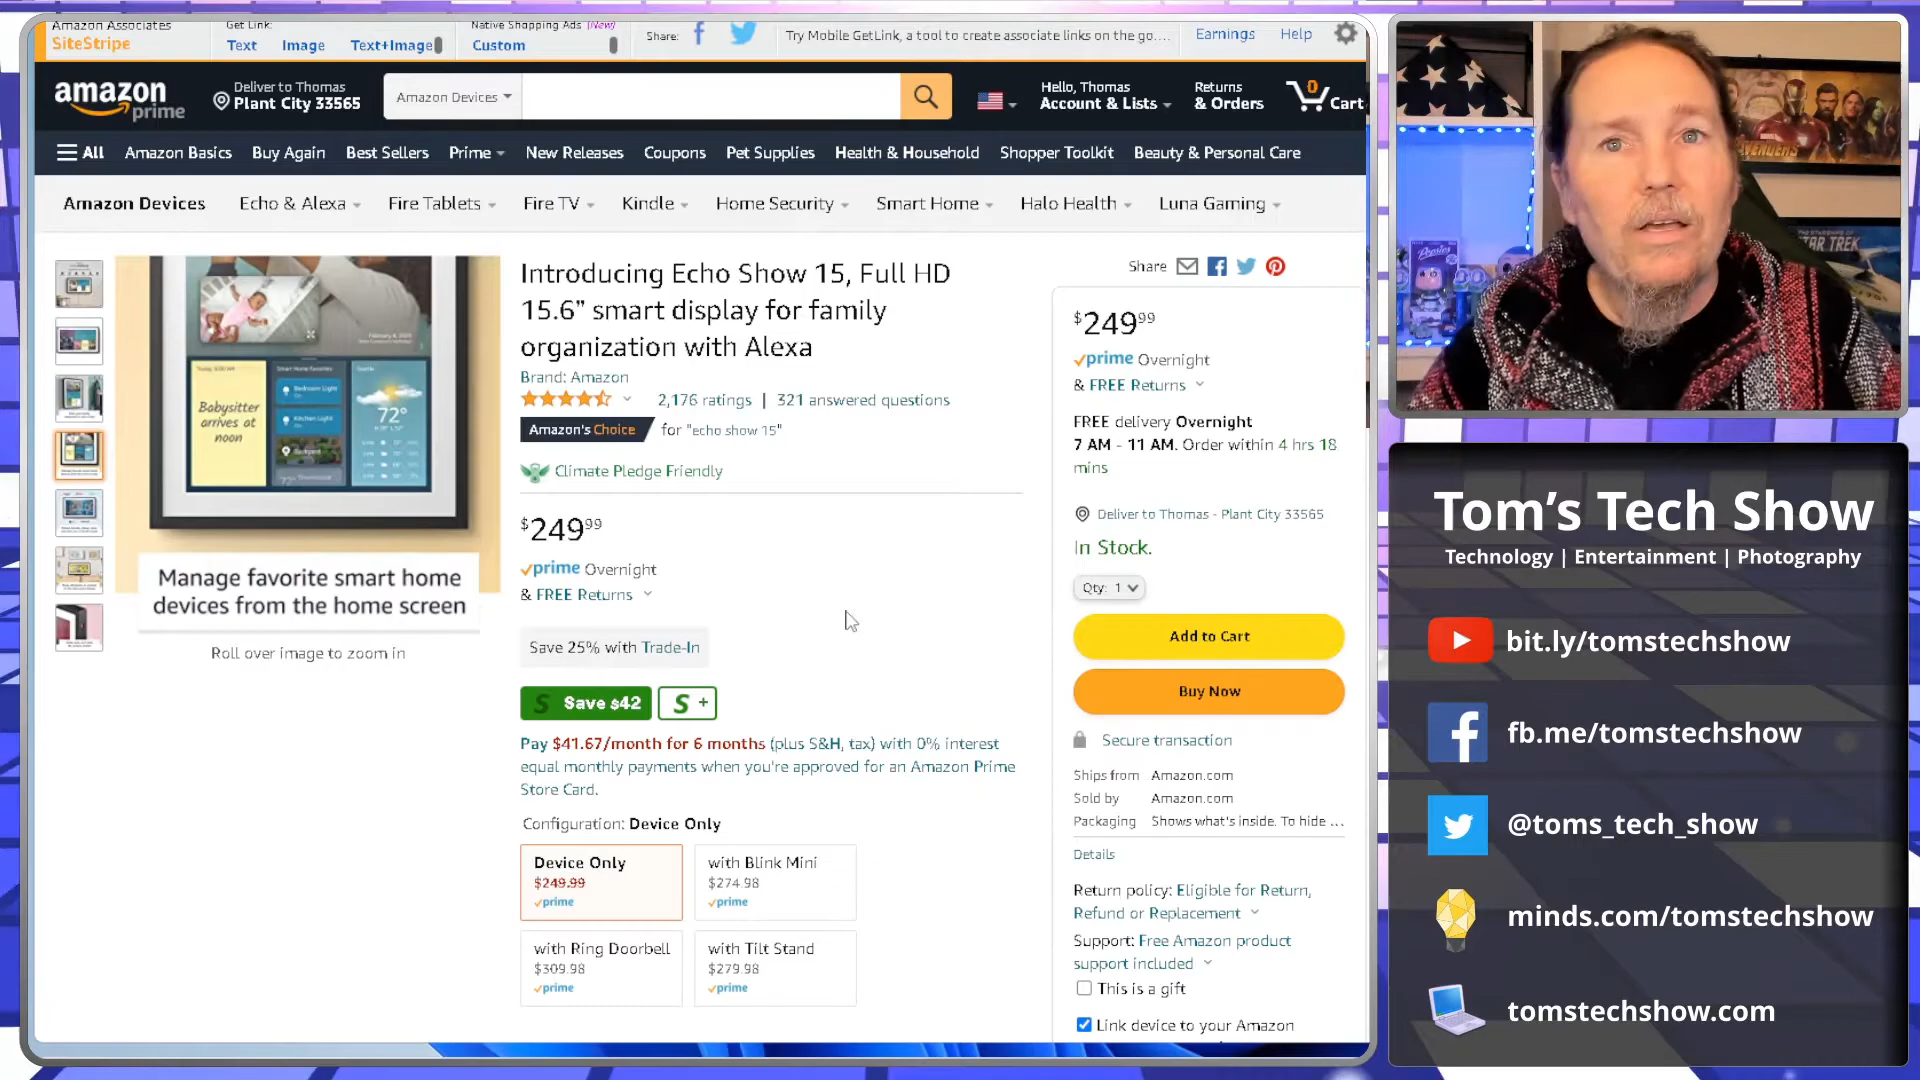 Amazon Associates
SiteStripe
Get Link:
Text Image Text+Image
Native Shopping Ads (New)
Custom
Share:
Try Mobile GetLink, a tool to create associate links on the go....
Earnings Help
amazon
prime
Deliver to Thomas
Plant City 33565
Amazon Devices
Hello, Thomas
Account & Lists
Returns
& Orders
0
Cart
All Amazon Basics Buy Again Best Sellers Prime New Releases Coupons Pet Supplies Health & Household Shopper Toolkit Beauty & Personal Care
Amazon Devices Echo & Alexa Fire Tablets Fire TV Kindle Home Security Smart Home Halo Health Luna Gaming
Babysitter
arrives at
noon
Bedroom Light
Kitchen Light
72°
Manage favorite smart home
devices from the home screen
Roll over image to zoom in
Introducing Echo Show 15, Full HD
15.6” smart display for family
organization with Alexa
Brand: Amazon
2,176 ratings | 321 answered questions
Amazon's Choice for "echo show 15"
Climate Pledge Friendly
$249 99
prime Overnight
& FREE Returns
Save 25% with Trade-In
S Save $42 S +
Pay $41.67/month for 6 months (plus S&H, tax) with 0% interest
equal monthly payments when you're approved for an Amazon Prime
Store Card.
Configuration: Device Only
Device Only
$249.99
prime
with Blink Mini
$274.98
prime
with Ring Doorbell
$309.98
prime
with Tilt Stand
$279.98
prime
Share
$249 99
prime Overnight
& FREE Returns
FREE delivery Overnight
7 AM - 11 AM. Order within 4 hrs 18
mins
Deliver to Thomas - Plant City 33565
In Stock.
Qty: 1
Add to Cart
Buy Now
Secure transaction
Ships from Amazon.com
Sold by Amazon.com
Packaging Shows what's inside. To hide ...
Details
Return policy: Eligible for Return,
Refund or Replacement
Support: Free Amazon product
support included
This is a gift
Link device to your Amazon
AVENGERS
STAR TREK
Tom’s Tech Show
Technology | Entertainment | Photography
bit.ly/tomstechshow
fb.me/tomstechshow
@toms_tech_show
minds.com/tomstechshow
tomstechshow.com